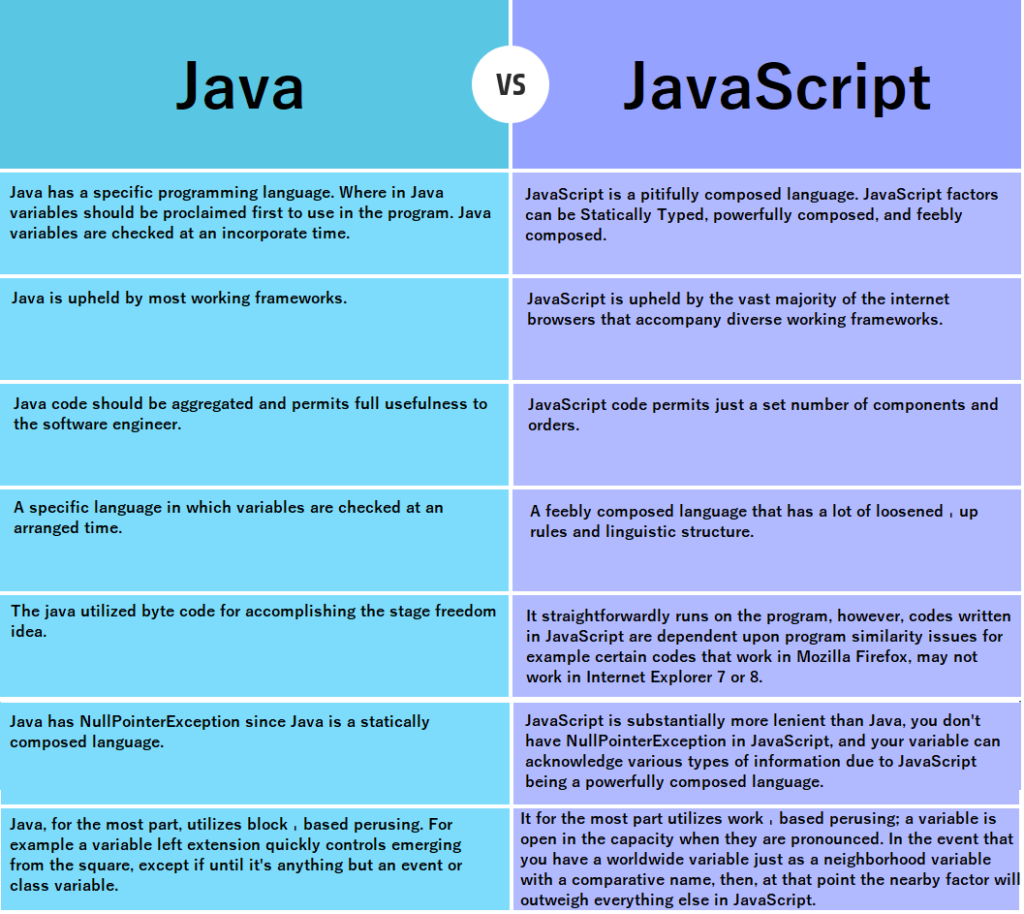 Java
VS
JavaScript
Java has a specific programming language. Where in Java
variables should be proclaimed first to use in the program. Java
variables are checked at an incorporate time.
JavaScript is a pitifully composed language. JavaScript factors
can be Statically Typed, powerfully composed, and feebly
composed.
Java is upheld by most working frameworks.
JavaScript is upheld by the vast majority of the internet
browsers that accompany diverse working frameworks.
Java code should be aggregated and permits full usefulness to
the software engineer.
JavaScript code permits just a set number of components and
orders.
A specific language in which variables are checked at an
arranged time.
A feebly composed language that has a lot of loosened , up
rules and linguistic structure.
The java utilized byte code for accomplishing the stage freedom
idea.
It straightforwardly runs on the program, however, codes written
in JavaScript are dependent upon program similarity issues for
example certain codes that work in Mozilla Firefox, may not
work in Internet Explorer 7 or 8.
Java has NullPointerException since Java is a statically
composed language.
JavaScript is substantially more lenient than Java, you don't
have NullPointerException in JavaScript, and your variable can
acknowledge various types of information due to JavaScript
being a powerfully composed language.
Java, for the most part, utilizes block , based perusing. For
example a variable left extension quickly controls emerging
from the square, except if until it's anything but an event or
class variable.
It for the most part utilizes work , based perusing; a variable is
open in the capacity when they are pronounced. In the event that
you have a worldwide variable just as a neighborhood variable
with a comparative name, then, at that point the nearby factor will
outweigh everything else in JavaScript.